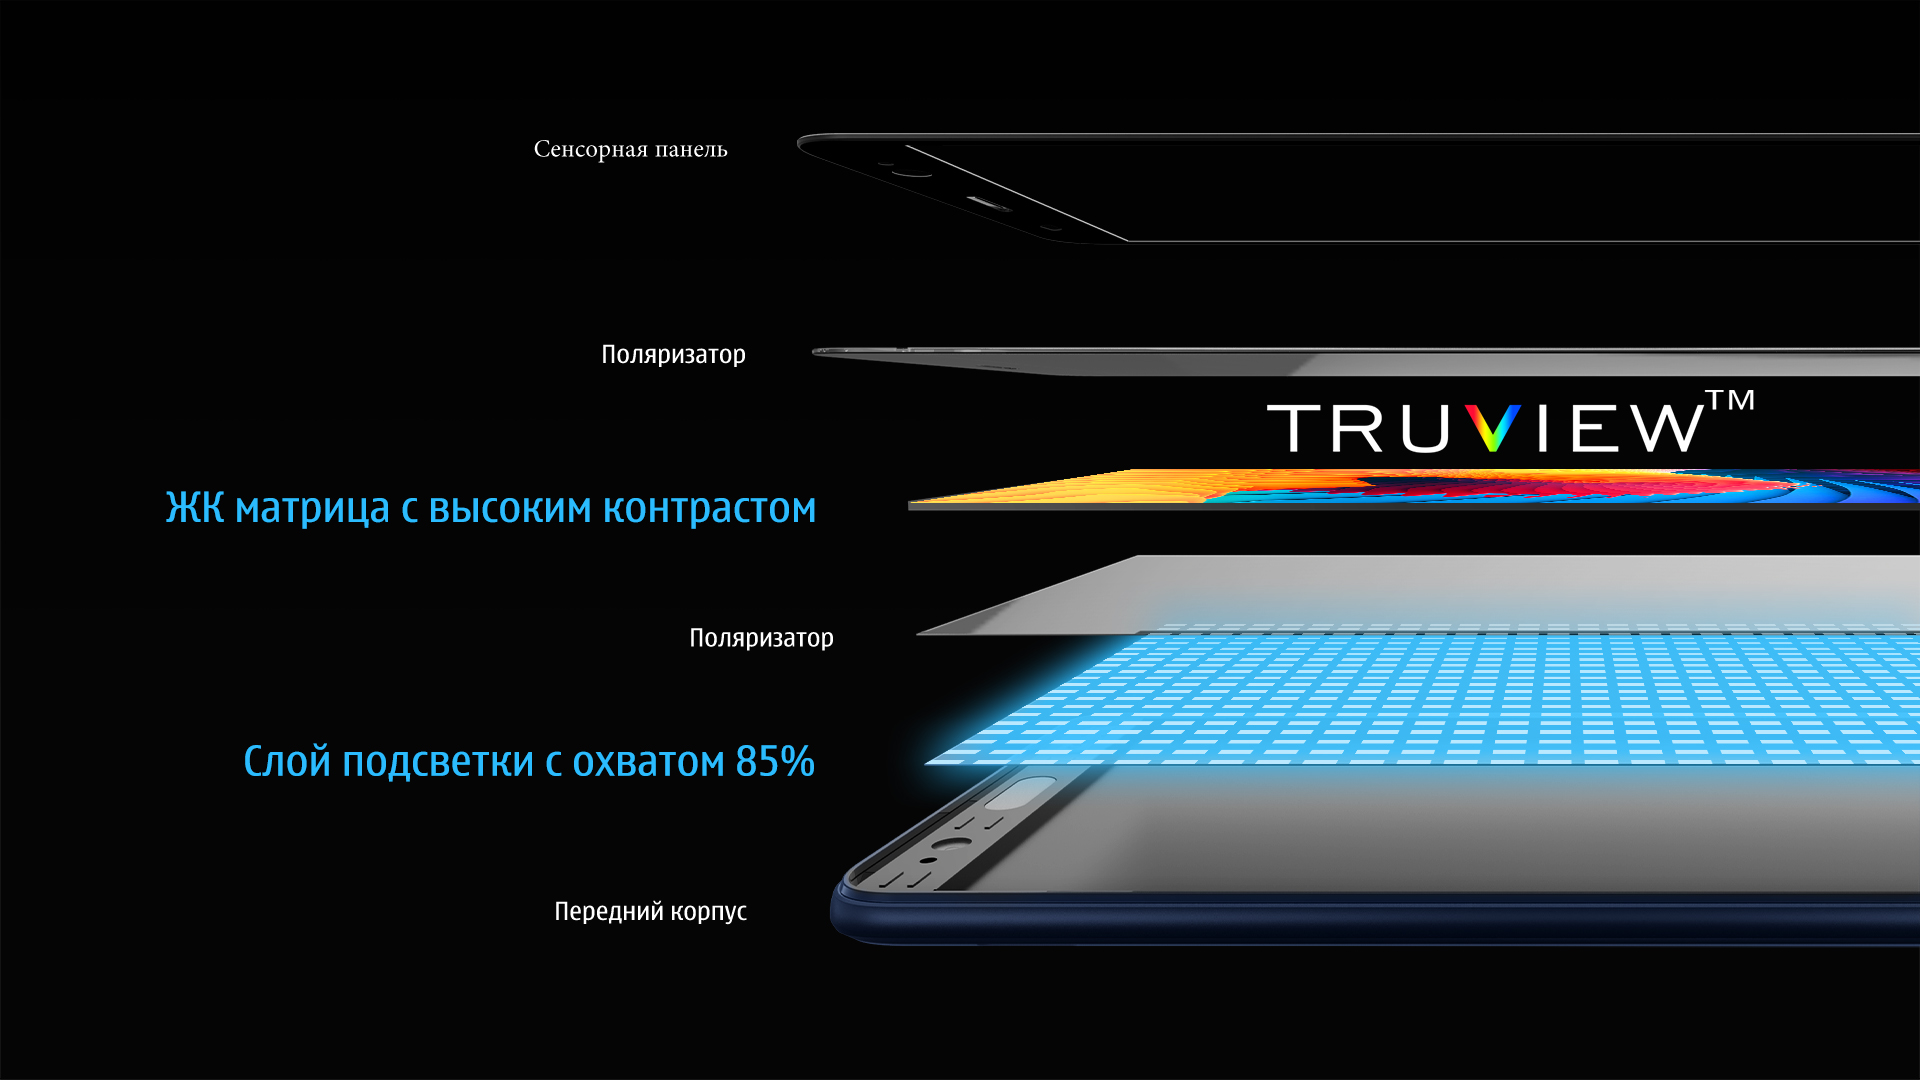 Сенсорная панель
Поляризатор
TRUVIEW™
ЖК матрица с высоким контрастом
Поляризатор
Слой подсветки с охватом 85%
Передний корпус